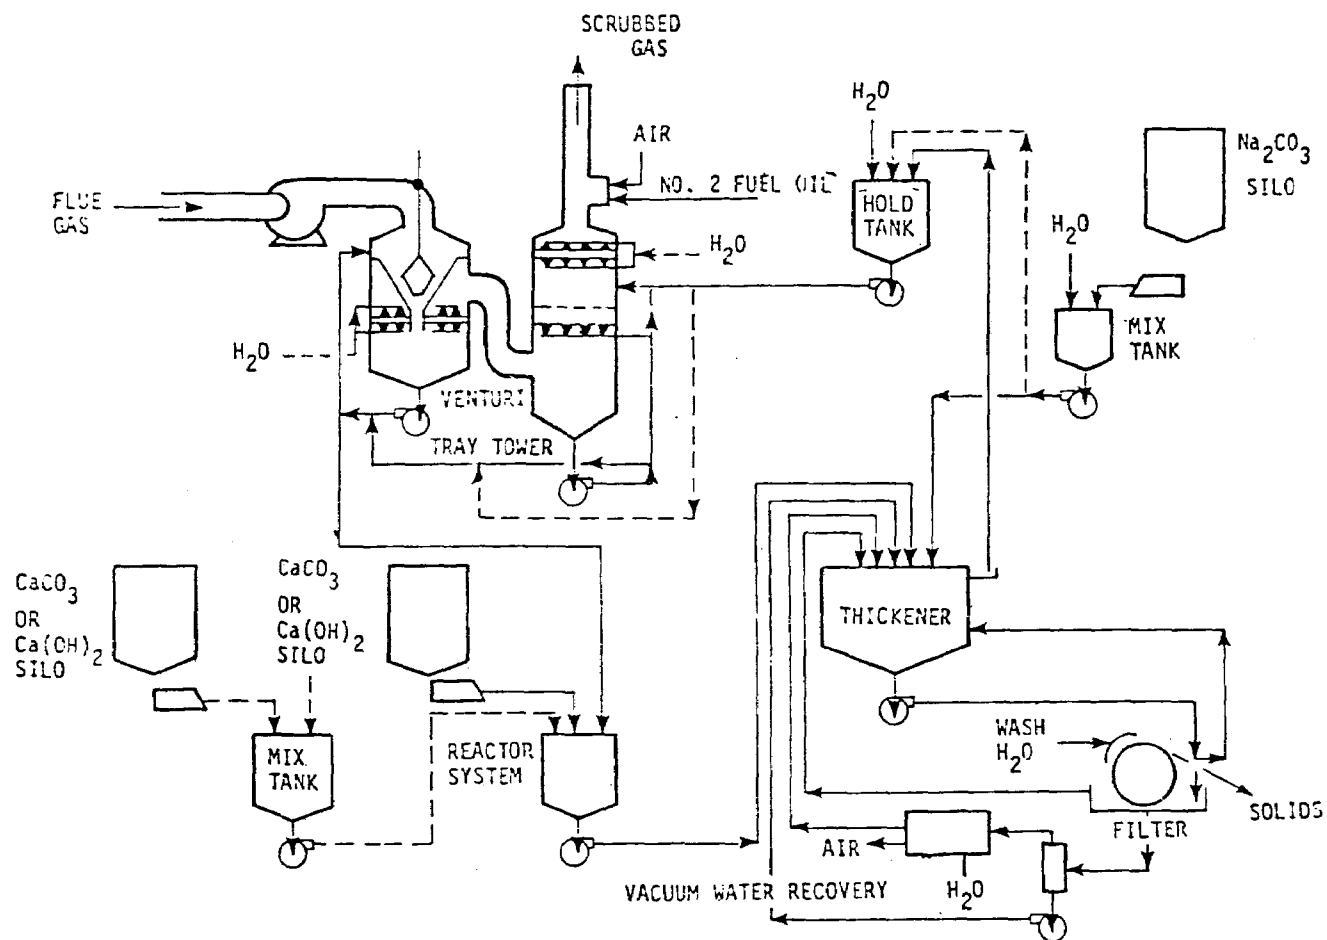 SCRUBBED
GAS
H2O
AIR
Na2CO3
SILO
NO. 2 FUEL OIL
FLUE
GAS
HOLD
TANK
H2O
H2O
MIX
TANK
H2O
VENTURI
TRAY TOWER
CaCO3
OR
Ca(OH)2
SILO
CaCO3
OR
Ca(OH)2
SILO
THICKENER
MIX
TANK
REACTOR
SYSTEM
WASH
H2O
SOLIDS
FILTER
AIR
H2O
VACUUM WATER RECOVERY